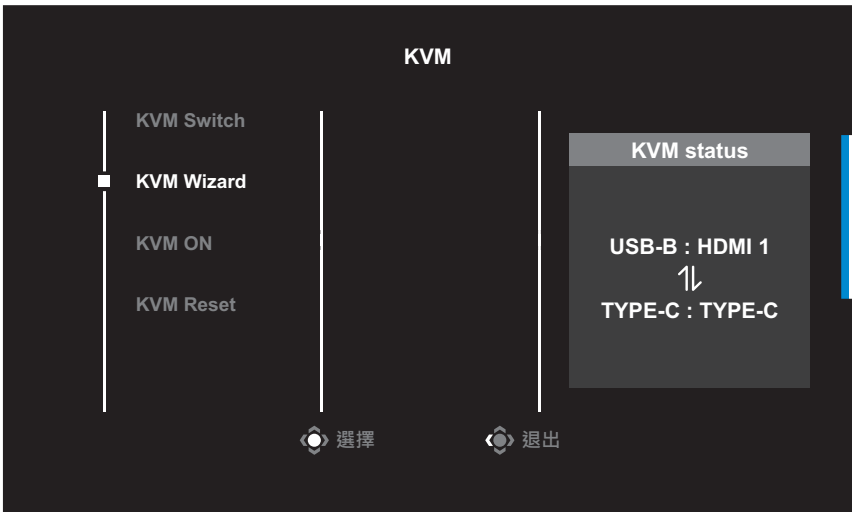 KVM
KVM Switch
KVM Wizard
KVM ON
KVM Reset
KVM status
USB-B : HDMI 1
TYPE-C : TYPE-C
選擇
退出